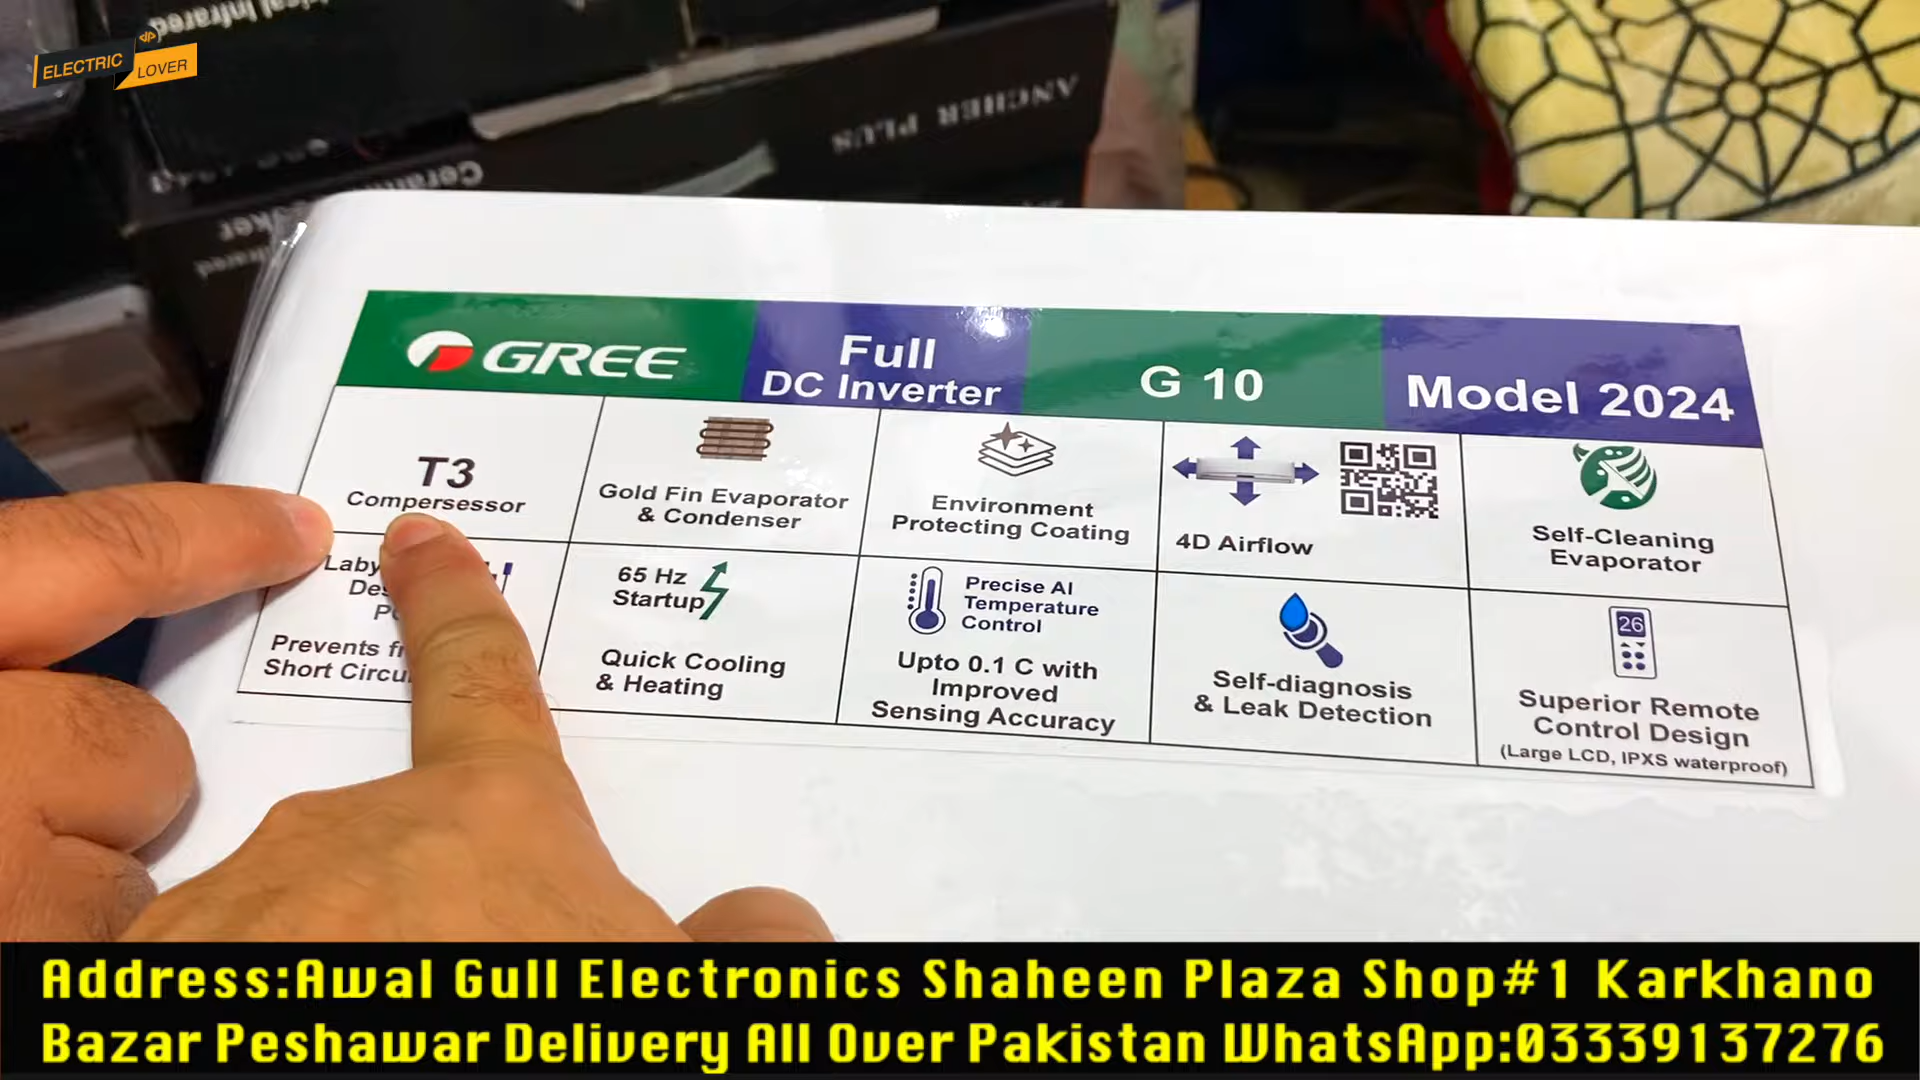 ELECTRIC
LOVER
ANCHER PLUS
GREE
Full
DC Inverter
G 10
Model 2024
T3
Compersessor
Gold Fin Evaporator
& Condenser
Environment
Protecting Coating
4D Airflow
Self-Cleaning
Evaporator
Prevents
Short
65 Hz
Startup
Quick Cooling
& Heating
Precise AI
Temperature
Control
Upto 0.1 C with
Improved
Sensing Accuracy
Self-diagnosis
& Leak Detection
26
Superior Remote
Control Design
(Large LCD, IPXS waterproof)
Address:Awal Gull Electronics Shaheen Plaza Shop#1 Karkhano
Bazar Peshawar Delivery All Over Pakistan WhatsApp:03339137276